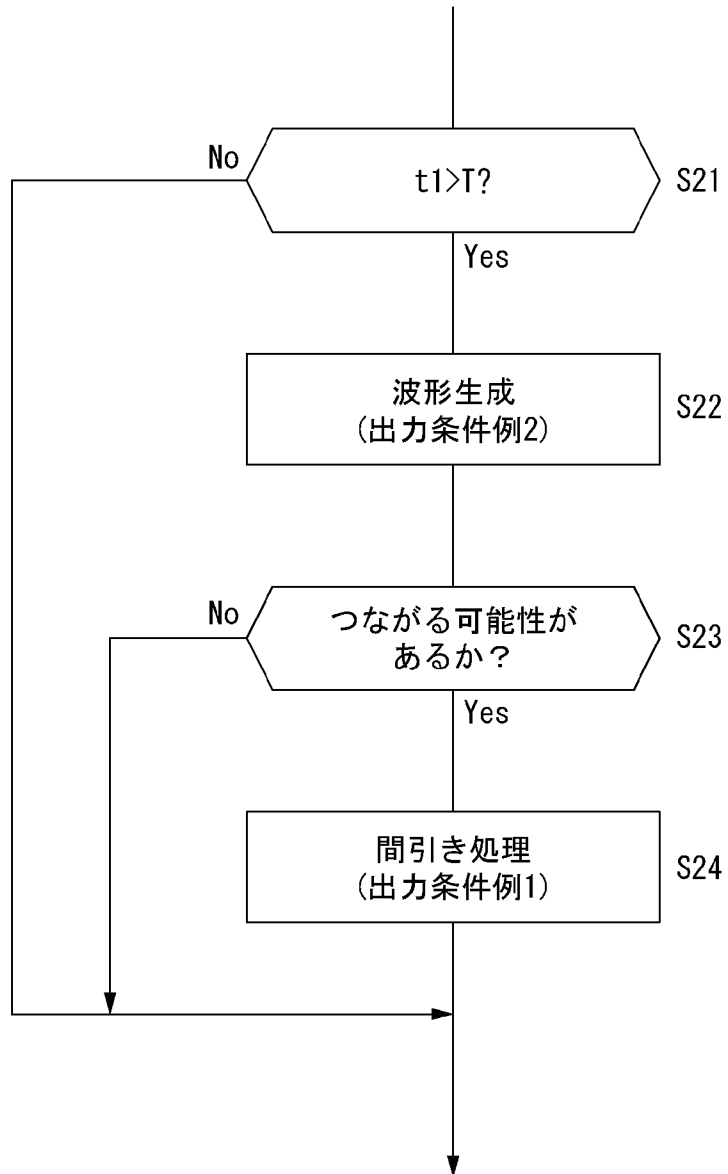 No
t1>T?
S21
Yes
波形生成
(出力条件例2)
S22
No
つながる可能性が
あるか？
S23
Yes
間引き処理
(出力条件例1)
S24